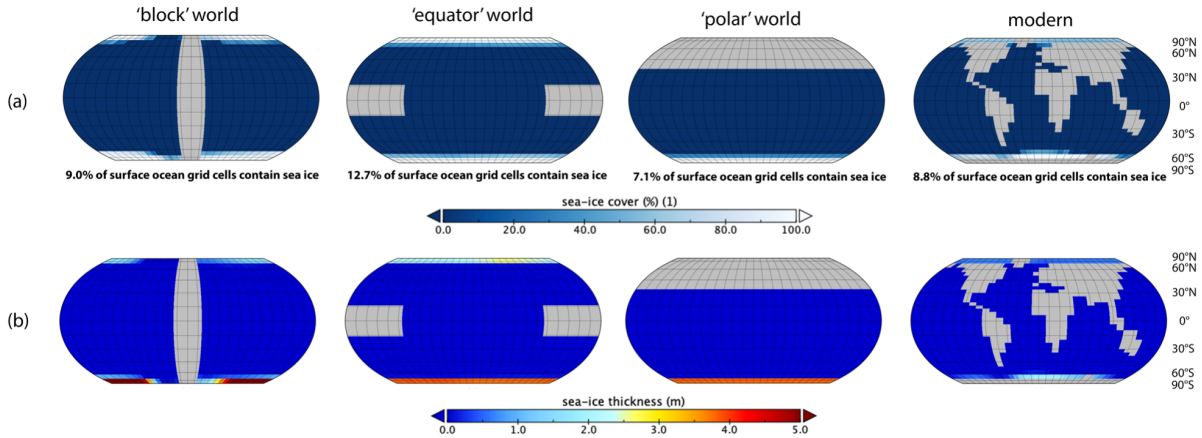 ‘block’ world ‘equator’ world ‘polar’ world modern
(a)
90°N
60°N
30°N
0°
30°S
60°S
90°S
9.0% of surface ocean grid cells contain sea ice 12.7% of surface ocean grid cells contain sea ice 7.1% of surface ocean grid cells contain sea ice 8.8% of surface ocean grid cells contain sea ice
sea-ice cover (%) (1)
0.0 20.0 40.0 60.0 80.0 100.0
(b)
90°N
60°N
30°N
0°
30°S
60°S
90°S
sea-ice thickness (m)
0.0 1.0 2.0 3.0 4.0 5.0